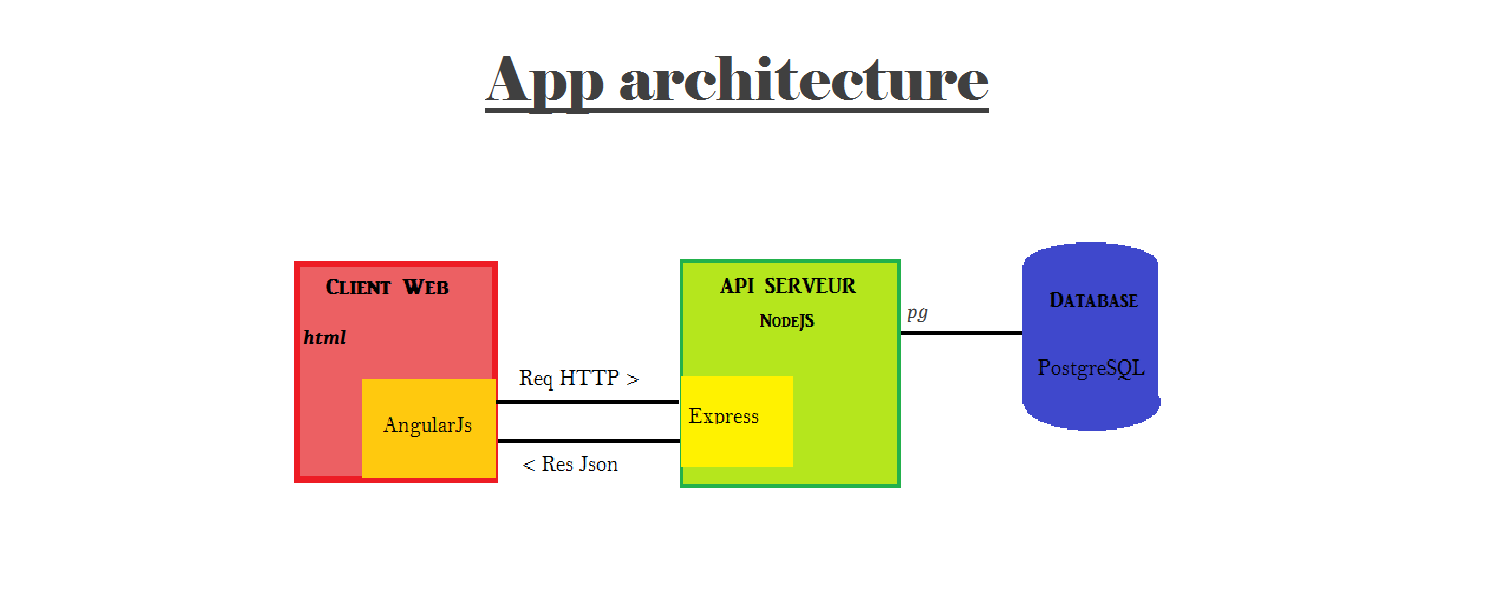 App architecture
CLIENT WEB
html
AngularJs
Req HTTP >
< Res Json
API SERVEUR
NODEJS
Express
pg
DATABASE
PostgreSQL